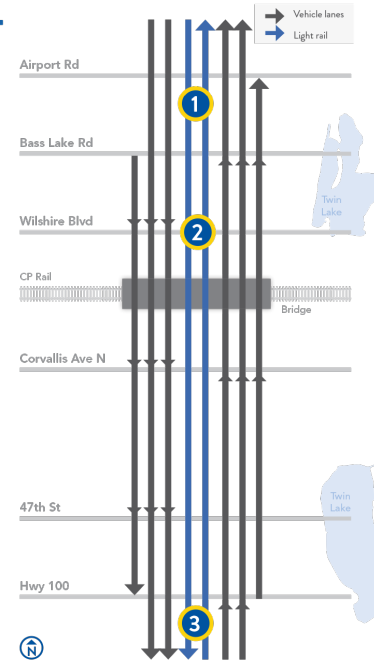 Vehicle lanes
Light rail
Airport Rd
1
Bass Lake Rd
Twin
Lake
Wilshire Blvd
2
CP Rail
Bridge
Corvallis Ave N
47th St
Twin
Lake
Hwy 100
3
N